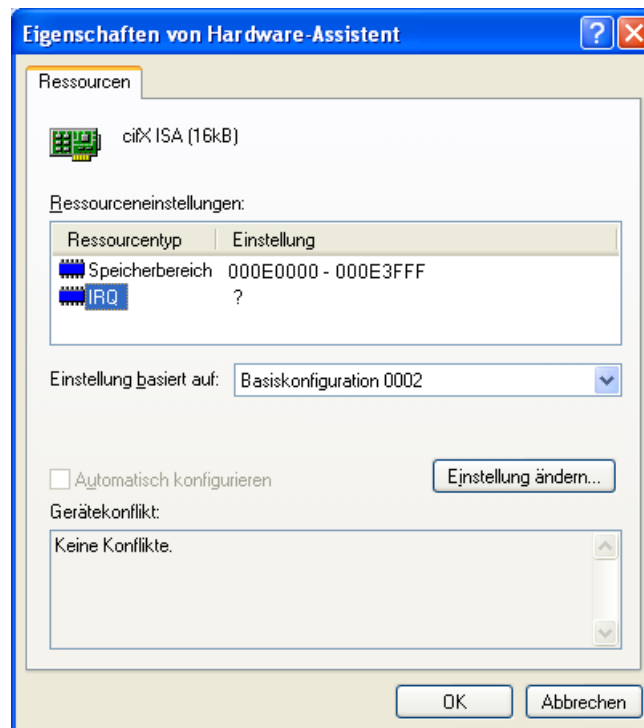 Eigenschaften von Hardware-Assistent
Ressourcen
cifX ISA (16kB)
Ressourceneinstellungen:
Ressourcentyp Einstellung
Speicherbereich 000E0000 - 000E3FFF
IRQ ?
Einstellung basiert auf: Basiskonfiguration 0002
Automatisch konfigurieren Einstellung ändern...
Gerätekonflikt:
Keine Konflikte.
OK Abbrechen